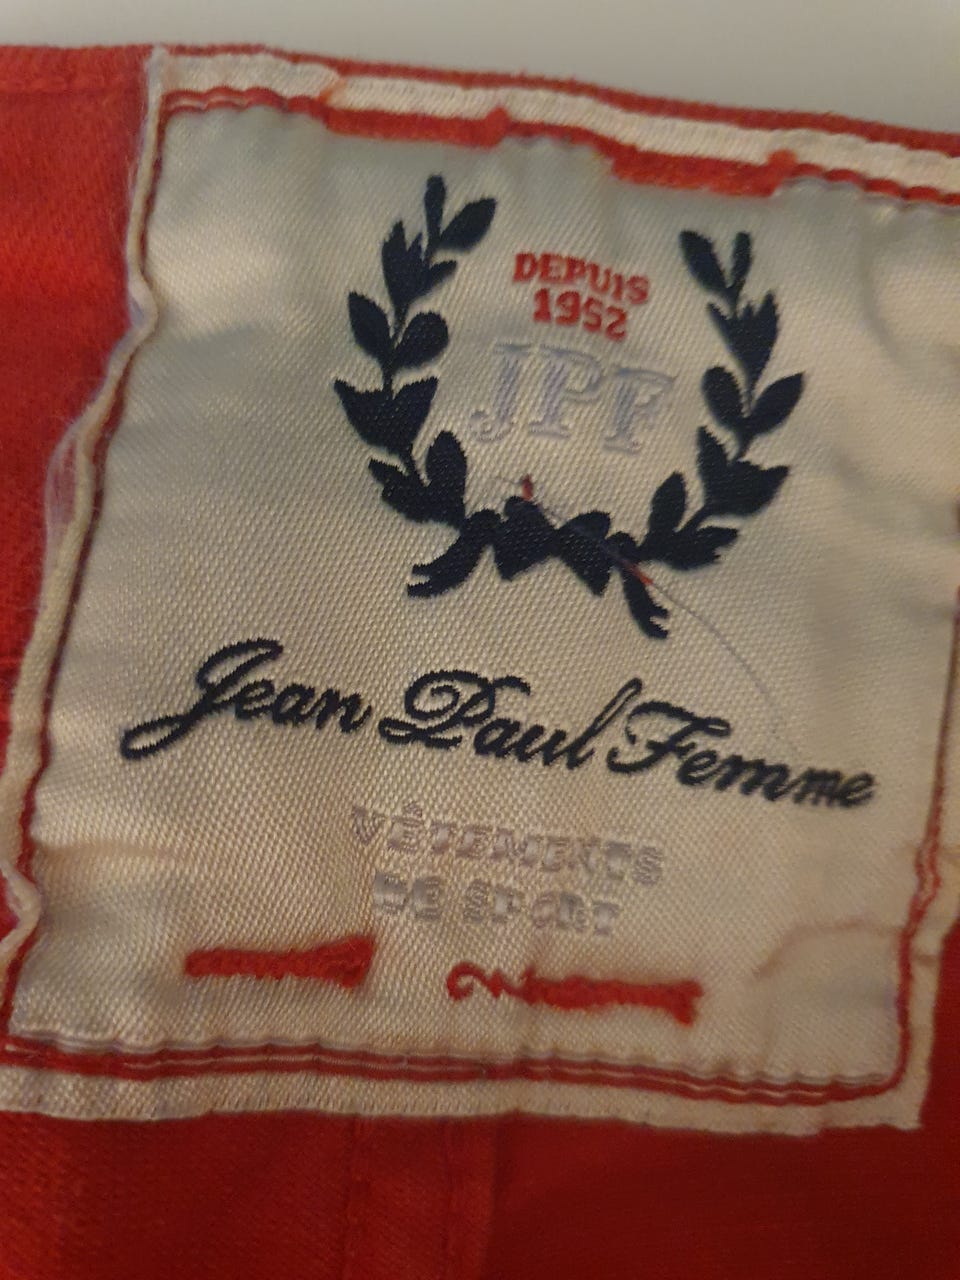 DEPUIS
1952
JPF
Jean Paul Femme
VÊTEMENTS
DE SPORT